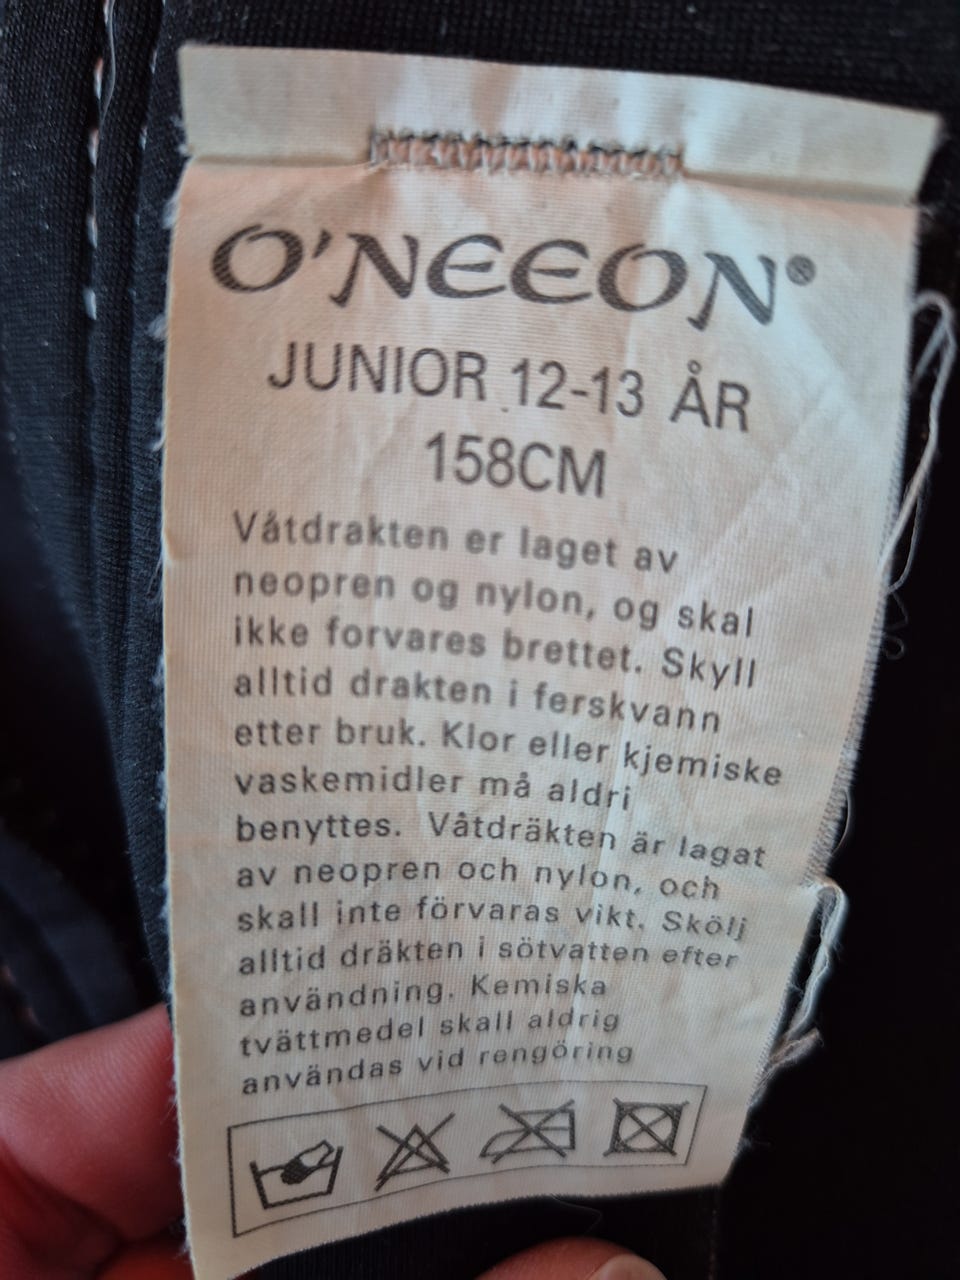 O'NEEON®
JUNIOR 12-13 ÅR
158CM
Våtdrakten er laget av
neopren og nylon, og skal
ikke forvares brettet. Skyll
alltid drakten i ferskvann
etter bruk. Klor eller kjemiske
vaskemidler må aldri
benyttes. Våtdräkten är lagat
av neopren och nylon, och
skall inte förvaras vikt. Skölj
alltid dräkten i sötvatten efter
användning. Kemiska
tvättmedel skall aldrig
användas vid rengöring